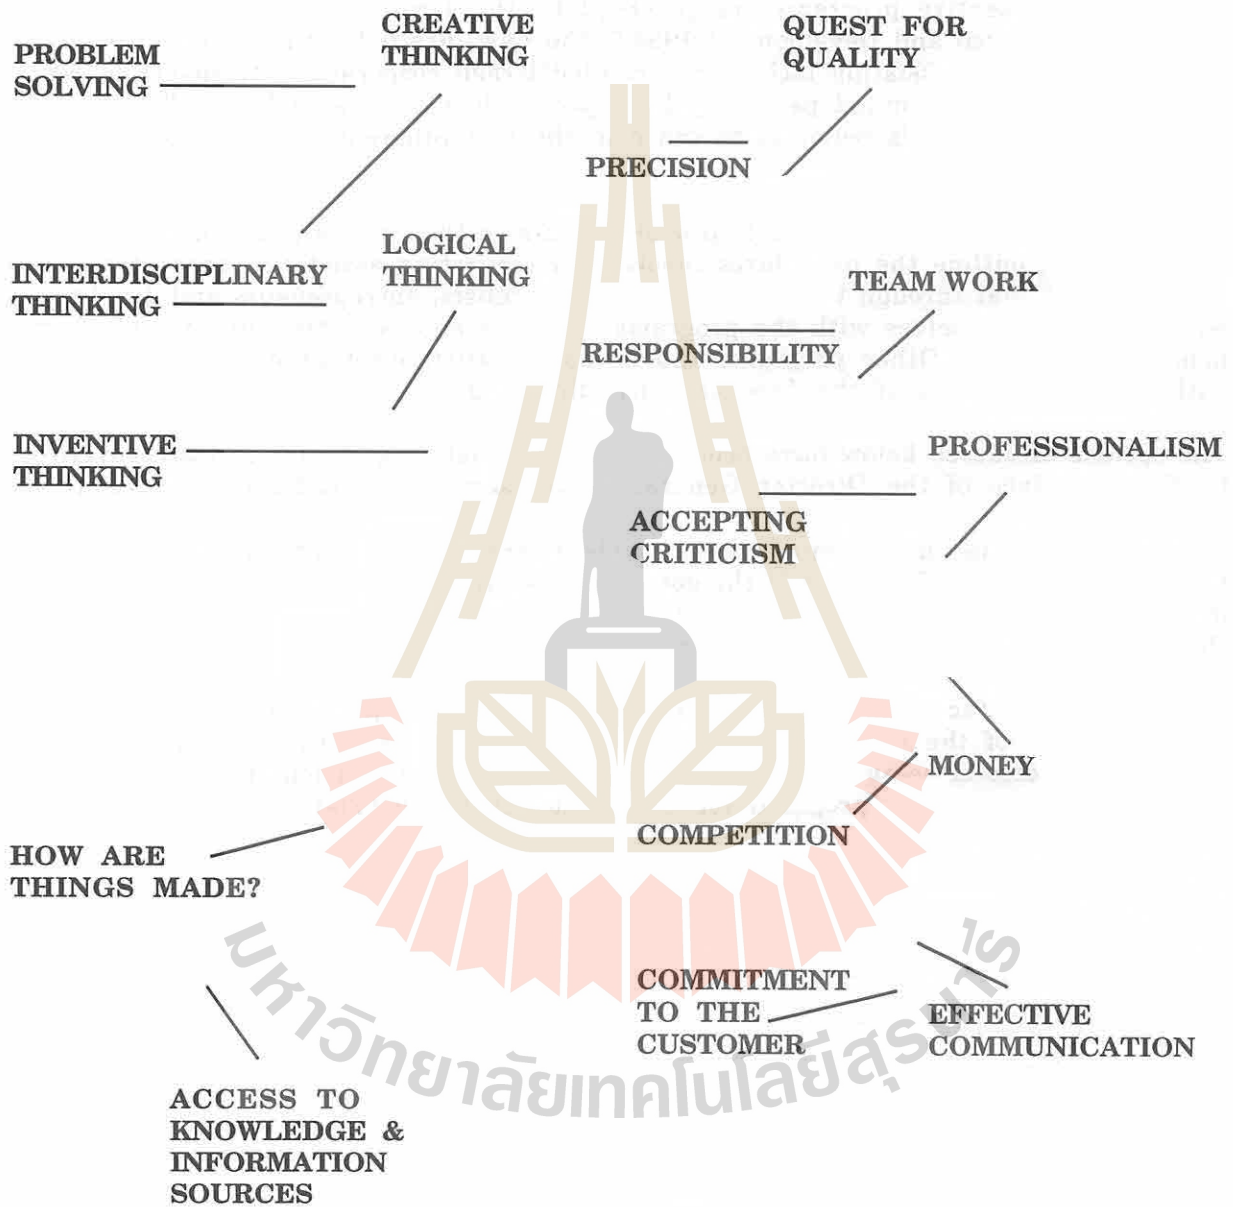 CREATIVE
THINKING
QUEST FOR
QUALITY
PROBLEM
SOLVING
PRECISION
LOGICAL
THINKING
INTERDISCIPLINARY
THINKING
TEAM WORK
RESPONSIBILITY
INVENTIVE
THINKING
PROFESSIONALISM
ACCEPTING
CRITICISM
MONEY
COMPETITION
HOW ARE
THINGS MADE?
COMMITMENT
TO THE
CUSTOMER
EFFECTIVE
COMMUNICATION
ACCESS TO
KNOWLEDGE &
INFORMATION
SOURCES
มหาวิทยาลัยเทคโนโลยีสุรนารี